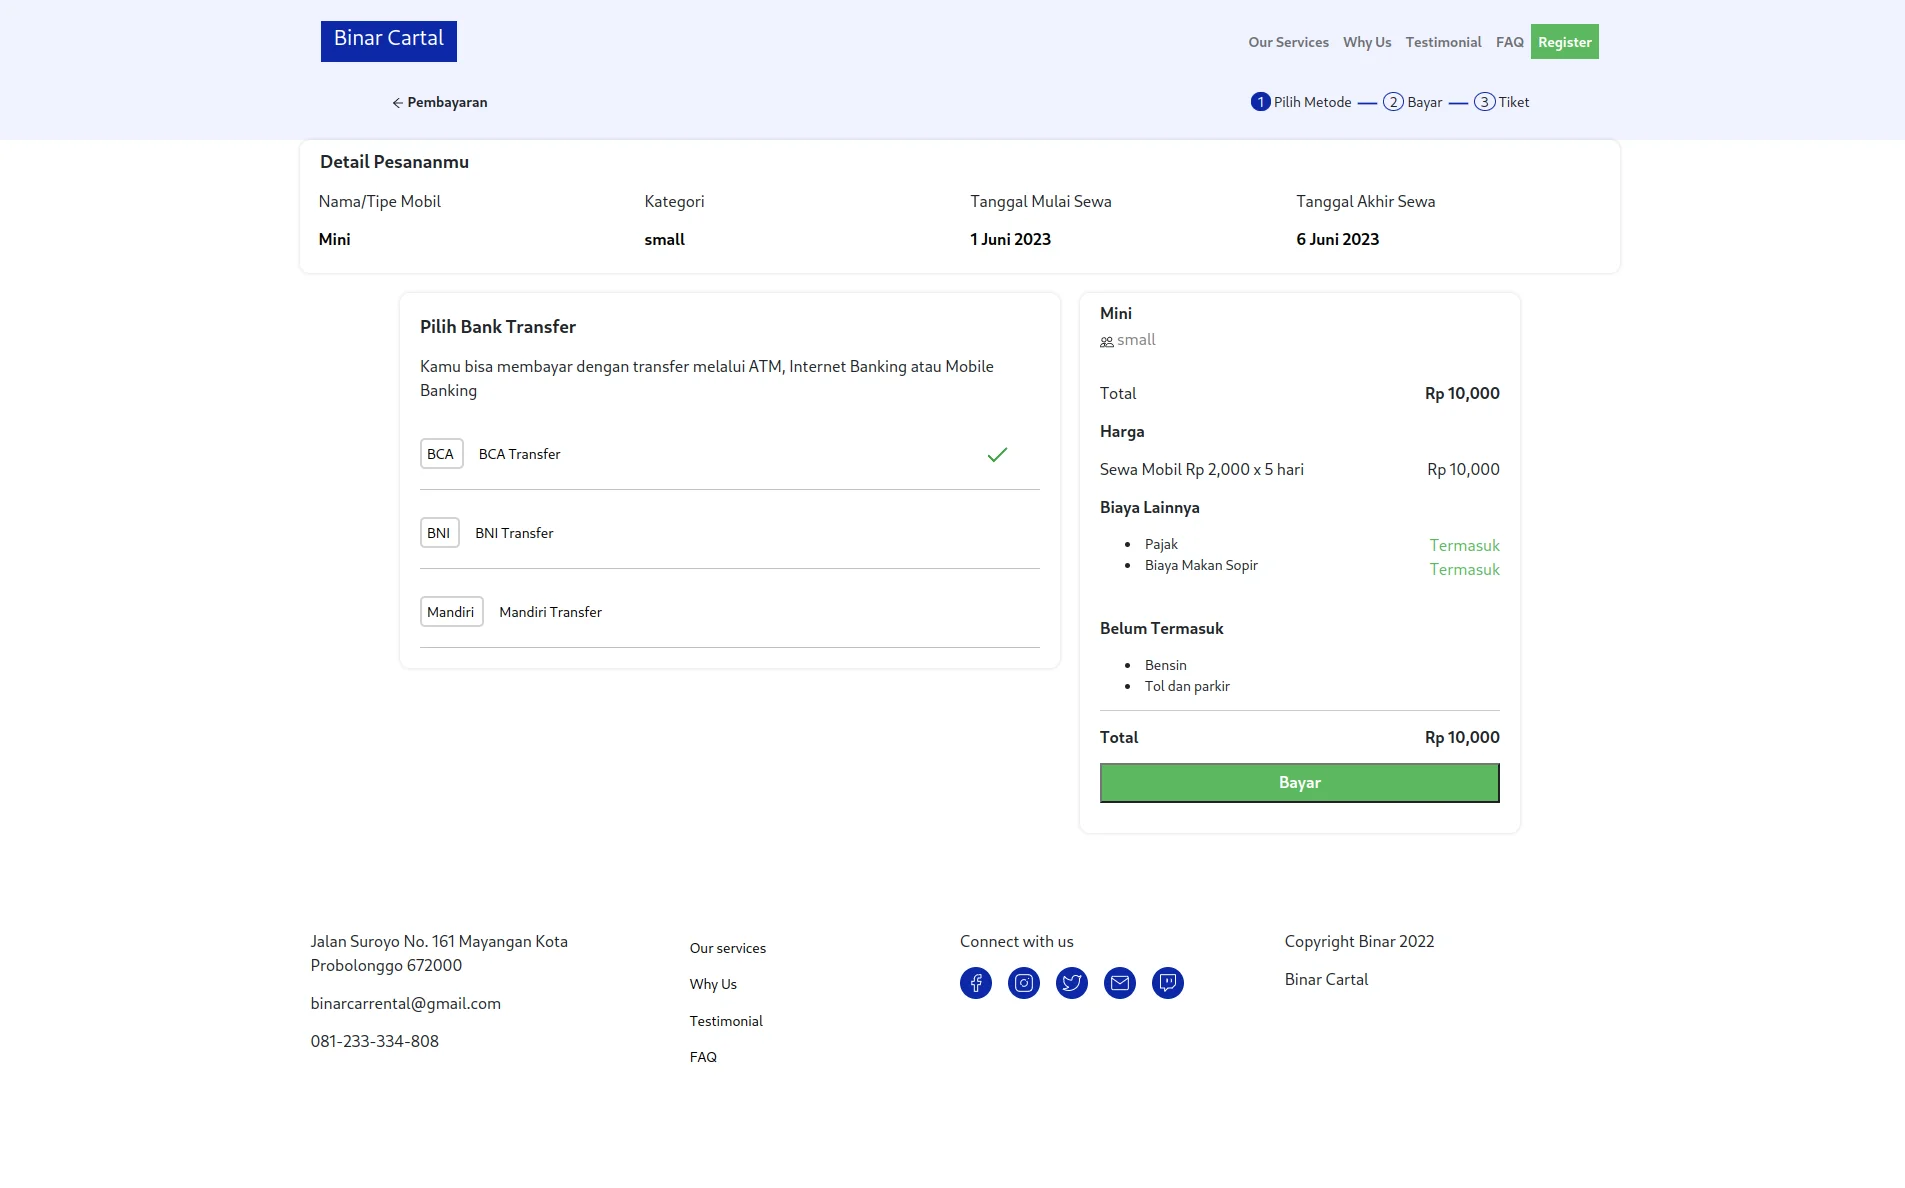 Binar Cartal
Our Services Why Us Testimonial FAQ Register
Pembayaran
1 Pilih Metode 2 Bayar 3 Tiket
Detail Pesananmu
Nama/Tipe Mobil Kategori Tanggal Mulai Sewa Tanggal Akhir Sewa
Mini small 1 Juni 2023 6 Juni 2023
Pilih Bank Transfer
Kamu bisa membayar dengan transfer melalui ATM, Internet Banking atau Mobile
Banking
BCA BCA Transfer
BNI BNI Transfer
Mandiri Mandiri Transfer
Mini
small
Total Rp 10,000
Harga
Sewa Mobil Rp 2,000 x 5 hari Rp 10,000
Biaya Lainnya
Pajak Termasuk
Biaya Makan Sopir Termasuk
Belum Termasuk
Bensin
Tol dan parkir
Total Rp 10,000
Bayar
Jalan Suroyo No. 161 Mayangan Kota
Probolonggo 672000
binarcarrental@gmail.com
081-233-334-808
Our services
Why Us
Testimonial
FAQ
Connect with us
Copyright Binar 2022
Binar Cartal